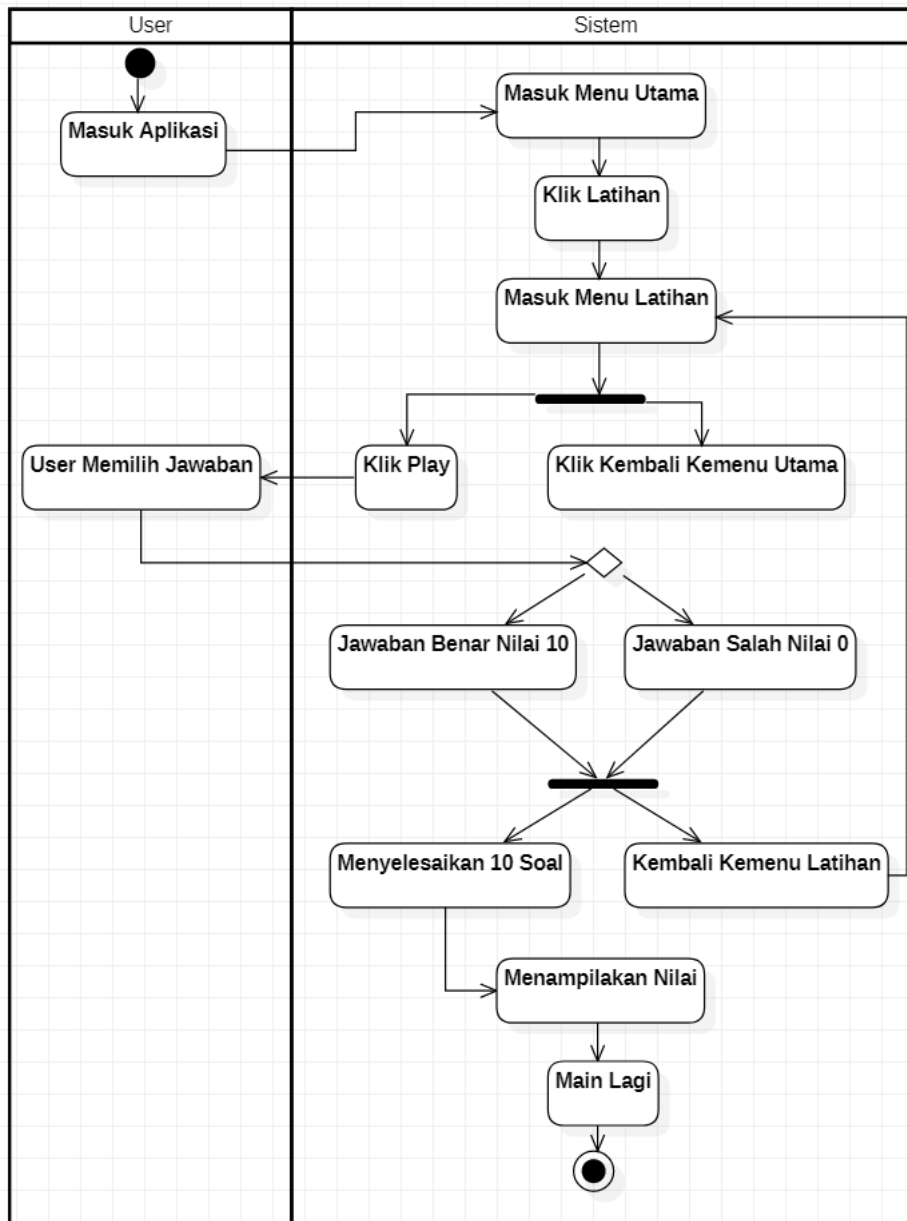 User
Sistem
Masuk Menu Utama
Masuk Aplikasi
Klik Latihan
Masuk Menu Latihan
User Memilih Jawaban
Klik Play
Klik Kembali Kemenu Utama
Jawaban Benar Nilai 10
Jawaban Salah Nilai 0
Menyelesaikan 10 Soal
Kembali Kemenu Latihan
Menampilakan Nilai
Main Lagi